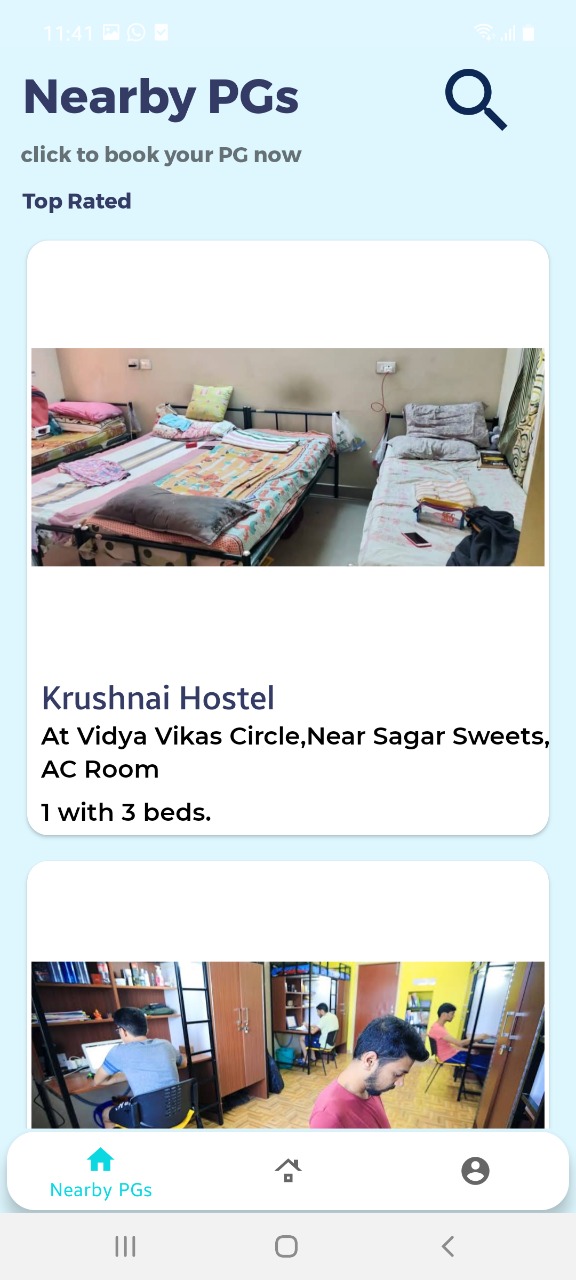 11:41
Nearby PGs
click to book your PG now
Top Rated
Krushnai Hostel
At Vidya Vikas Circle,Near Sagar Sweets,
AC Room
1 with 3 beds.
Nearby PGs